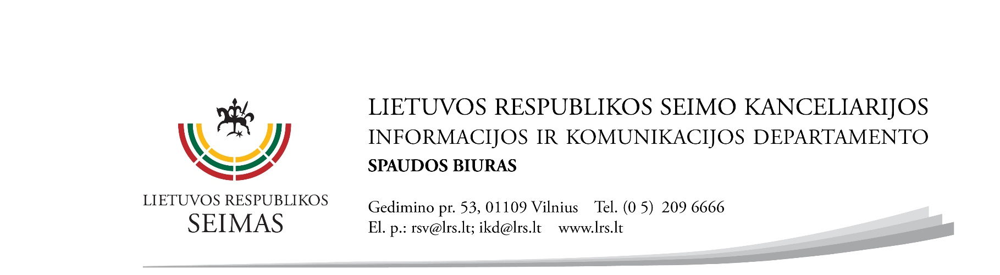 LIETUVOS RESPUBLIKOS
SEIMAS
LIETUVOS RESPUBLIKOS SEIMO KANCELIARIJOS
INFORMACIJOS IR KOMUNIKACIJOS DEPARTAMENTO
SPAUDOS BIURAS
Gedimino pr. 53, 01109 Vilnius Tel. (0 5) 209 6666
El. p.: rsv@lrs.lt; ikd@lrs.lt www.lrs.lt